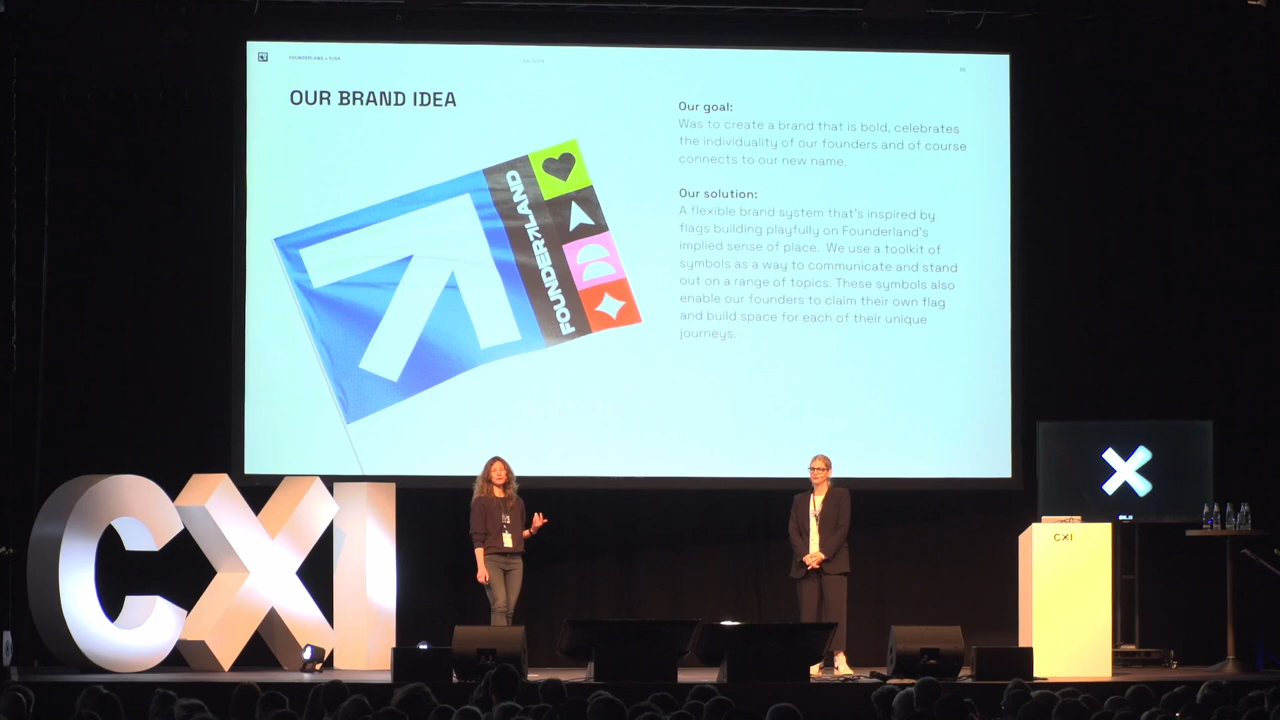 FOUNDERLAND x KISA
OUR BRAND IDEA
Our goal:
Was to create a brand that is bold, celebrates
the individuality of our founders and of course
connects to our new name.
Our solution:
A flexible brand system that's inspired by
flags building playfully on Founderland's
implied sense of place. We use a toolkit of
symbols as a way to communicate and stand
out on a range of topics. These symbols also
enable our founders to claim their own flag
and build space for each of their unique
journeys.
FOUNDERLAND
CXI
CXI